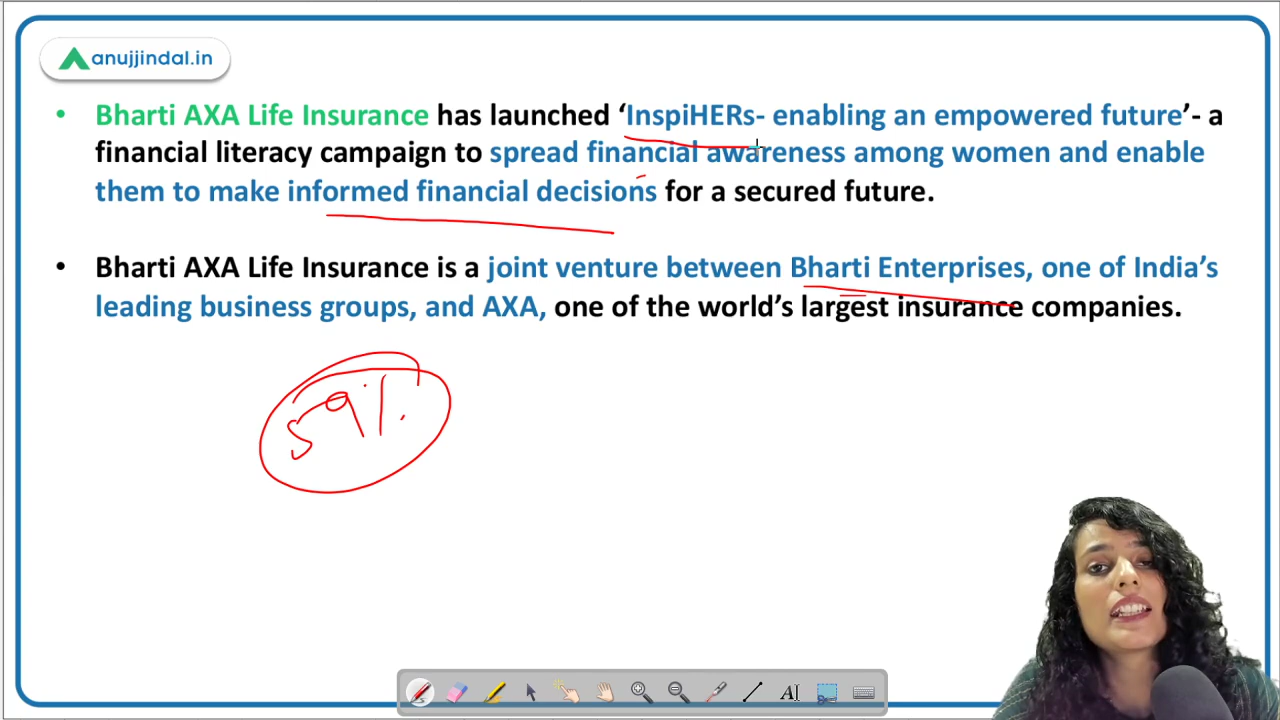 anujjindal.in
• Bharti AXA Life Insurance has launched ‘InspiHERs- enabling an empowered future’- a
financial literacy campaign to spread financial awareness among women and enable
them to make informed financial decisions for a secured future.
• Bharti AXA Life Insurance is a joint venture between Bharti Enterprises, one of India’s
leading business groups, and AXA, one of the world’s largest insurance companies.
59%
AI